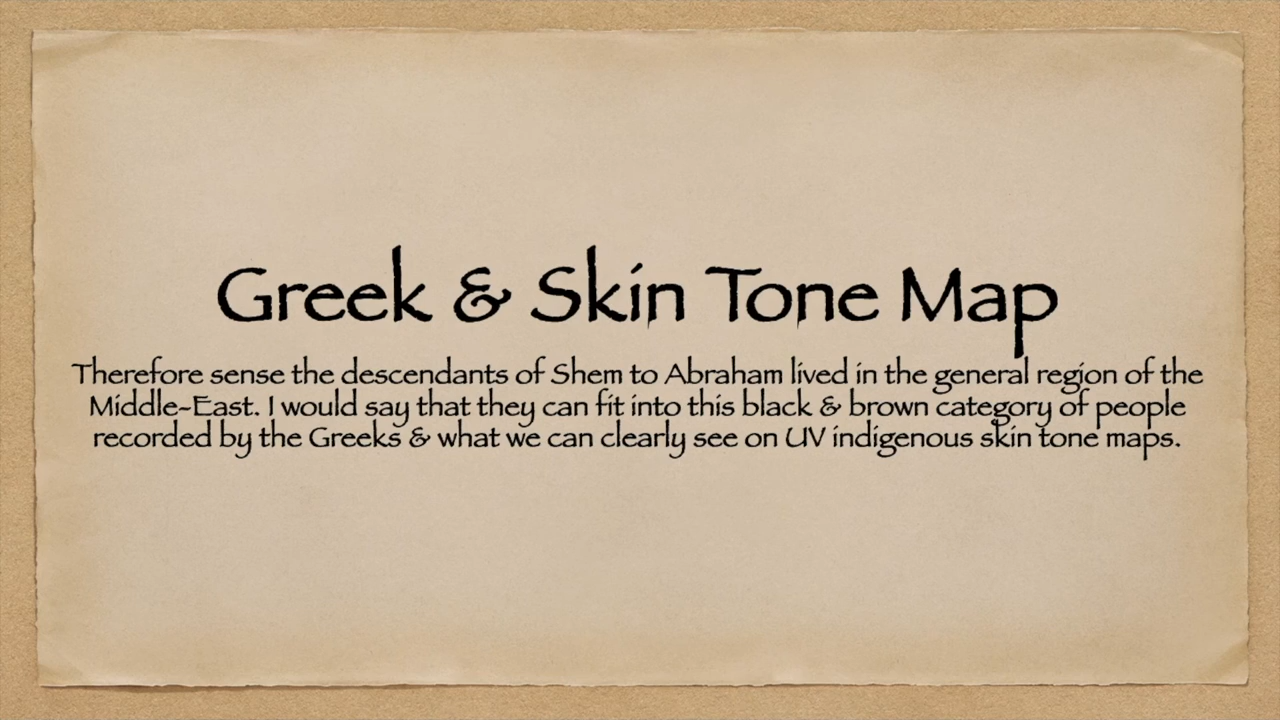 Greek & Skin Tone Map
Therefore sense the descendants of Shem to Abraham lived in the general region of the
Middle-East. I would say that they can fit into this black & brown category of people
recorded by the Greeks & what we can clearly see on UV indigenous skin tone maps.